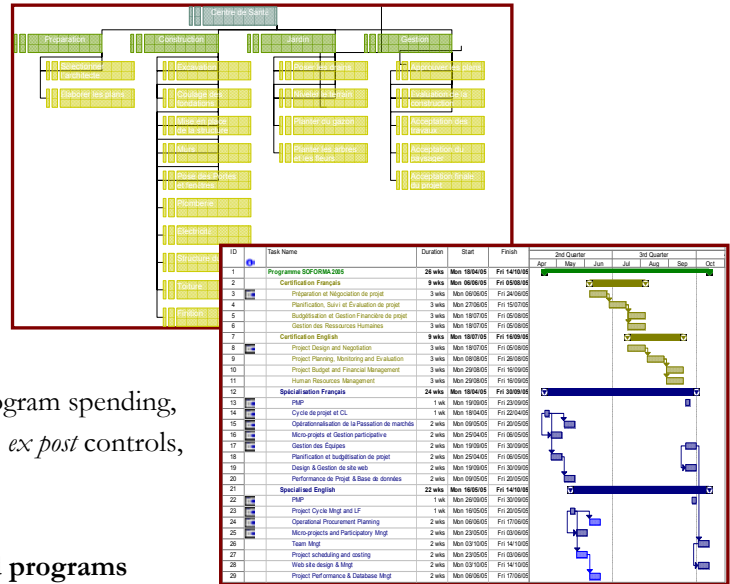 Centre de Santé
Préparation
Construction
Jardin
Gestion
Sélectionner
l'architecte
Élaborer les plans
Excavation
Coulage des
fondations
Mise en place
de la structure
Murs
Pose des Portes
et fenêtres
Plomberie
Électricité
Structure du
Toiture
Finition
Poser les drains
Niveler le terrain
Planter du gazon
Planter les arbres
et les fleurs
Approuver les plans
Évaluation de la
construction
Acceptation des
travaux
Acceptation du
paysager
Acceptation finale
du projet
ID Task Name Duration Start Finish 2nd Quarter 3rd Quarter
Apr May Jun Jul Aug Sep Oct
1 Programme SOFORMA 2005 26 wks Mon 18/04/05 Fri 14/10/05
2 Certification Français 9 wks Mon 06/06/05 Fri 05/08/05
3 Préparation et Négociation de projet 3 wks Mon 06/06/05 Fri 24/06/05
4 Planification, Suivi et Évaluation de projet 3 wks Mon 27/06/05 Fri 15/07/05
5 Budgétisation et Gestion Financière de projet 3 wks Mon 18/07/05 Fri 05/08/05
6 Gestion des Ressources Humaines 3 wks Mon 18/07/05 Fri 05/08/05
7 Certification English 9 wks Mon 18/07/05 Fri 16/09/05
8 Project Design and Negotiation 3 wks Mon 18/07/05 Fri 05/08/05
9 Project Planning, Monitoring and Evaluation 3 wks Mon 08/08/05 Fri 26/08/05
10 Project Budget and Financial Management 3 wks Mon 29/08/05 Fri 16/09/05
11 Human Resources Management 3 wks Mon 29/08/05 Fri 16/09/05
12 Spécialisation Français 24 wks Mon 18/04/05 Fri 30/09/05
13 PMP 1 wk Mon 19/09/05 Fri 23/09/05
14 Cycle de projet et CL 1 wk Mon 18/04/05 Fri 22/04/05
15 Opérationnalisation de la Passation de marchés 2 wks Mon 09/05/05 Fri 20/05/05
16 Micro-projets et Gestion participative 2 wks Mon 25/04/05 Fri 06/05/05
17 Gestion des Équipes 2 wks Mon 19/09/05 Fri 30/09/05
18 Planification et budgétisation de projet 2 wks Mon 25/04/05 Fri 06/05/05
19 Design & Gestion de site web 2 wks Mon 19/09/05 Fri 30/09/05
20 Performance de Projet & Base de données 2 wks Mon 09/05/05 Fri 20/05/05
21 Specialised English 22 wks Mon 16/05/05 Fri 14/10/05
22 PMP 1 wk Mon 26/09/05 Fri 30/09/05
23 Project Cycle Mngt and LF 1 wk Mon 16/05/05 Fri 20/05/05
24 Operational Procurement Planning 2 wks Mon 06/06/05 Fri 17/06/05
25 Micro-projects and Participatory Mngt 2 wks Mon 23/05/05 Fri 03/06/05
26 Team Mngt 2 wks Mon 03/10/05 Fri 14/10/05
27 Project scheduling and costing 2 wks Mon 23/05/05 Fri 03/06/05
28 Web site design & Mngt 2 wks Mon 03/10/05 Fri 14/10/05
29 Project Performance & Database Mngt 2 wks Mon 06/06/05 Fri 17/06/05
ogram spending,
ex post controls,
programs